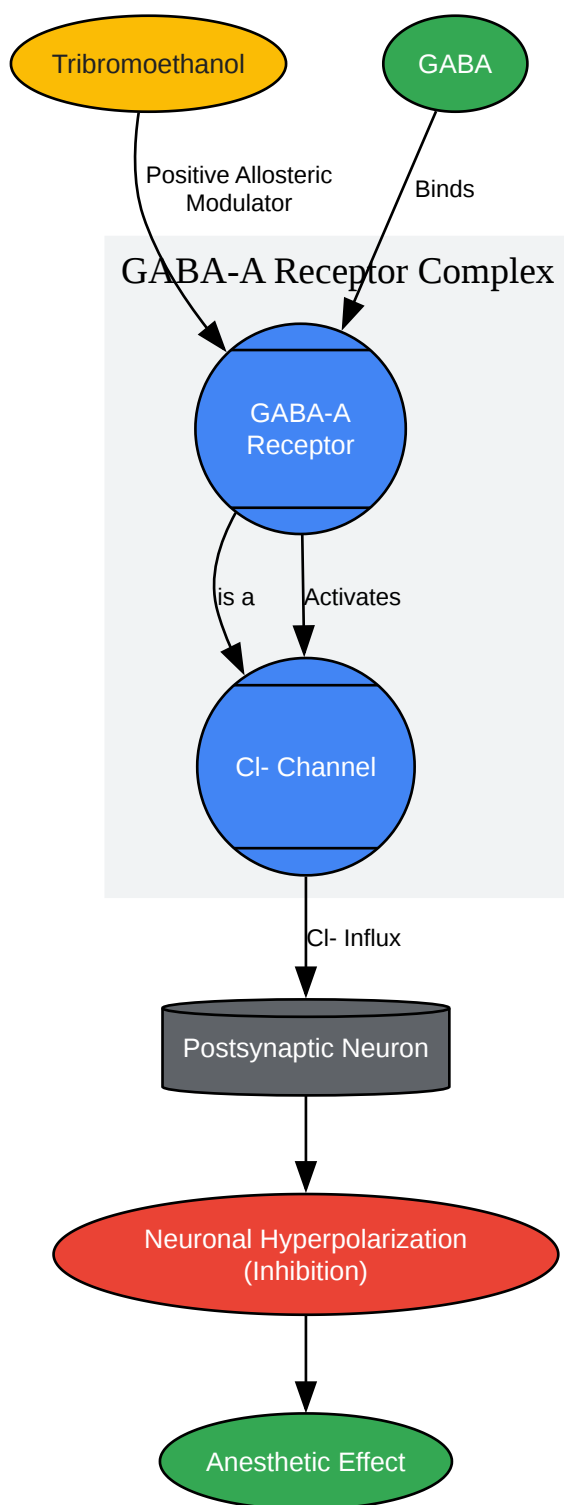 Tribromoethanol
GABA
Positive Allosteric
Modulator
Binds
GABA-A Receptor Complex
GABA-A
Receptor
is a
Activates
Cl- Channel
Cl- Influx
Postsynaptic Neuron
Neuronal Hyperpolarization
(Inhibition)
Anesthetic Effect